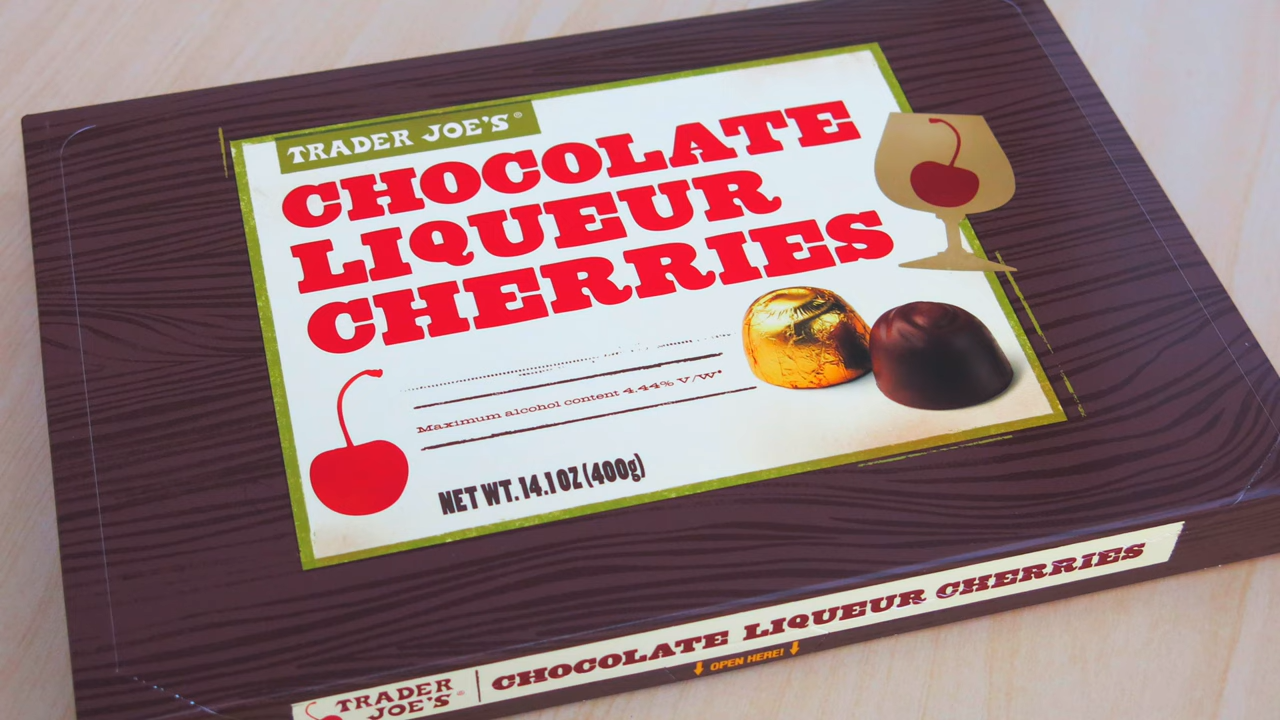 TRADER JOE'S®
CHOCOLATE
LIQUEUR
CHERRIES
Maximum alcohol content 4.44% V/W*
NET WT. 14.1 OZ (400g)
TRADER
JOE'S®
CHOCOLATE LIQUEUR CHERRIES
OPEN HERE!